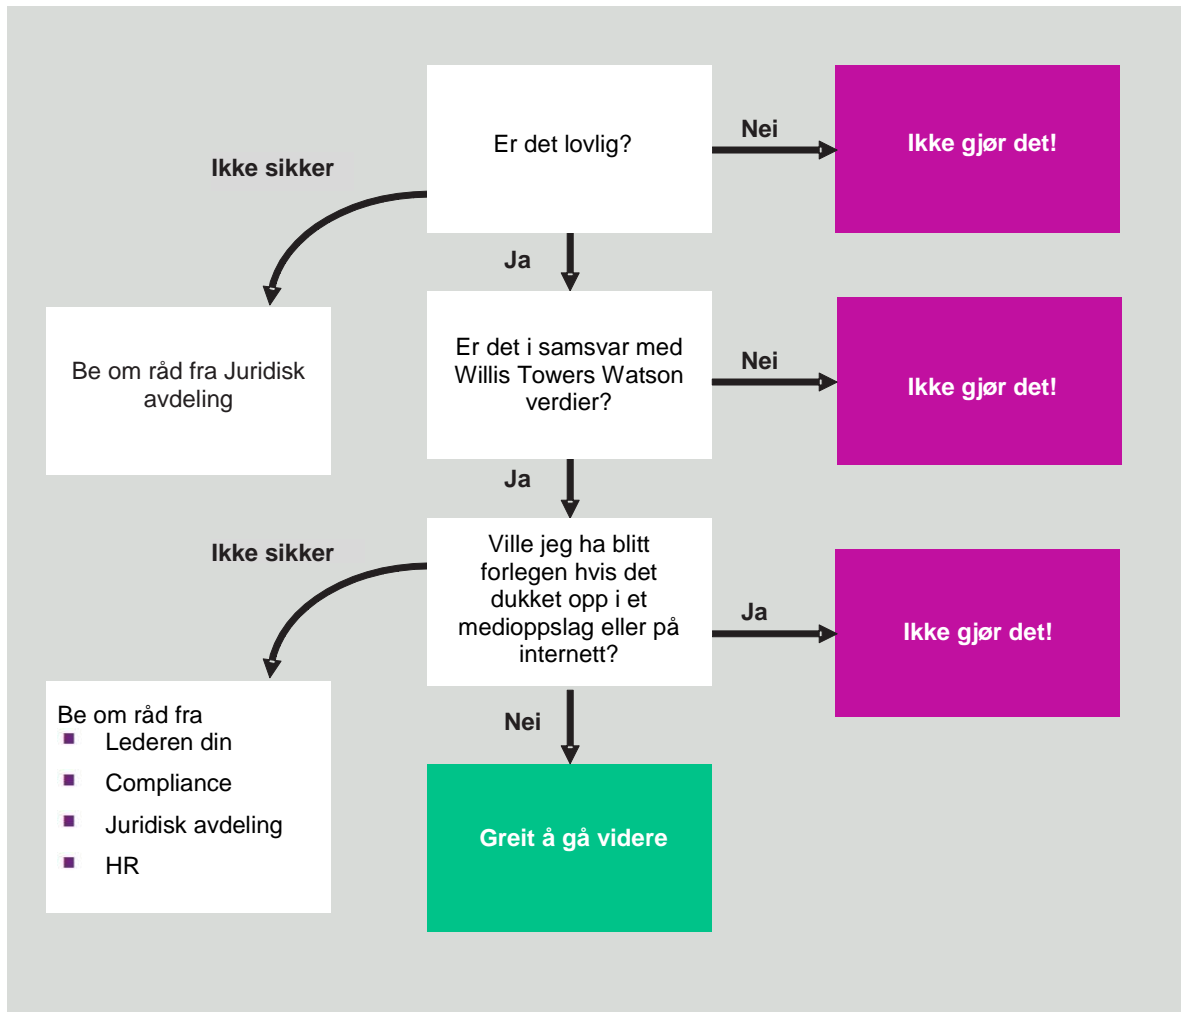 Er det lovlig?
Nei
Ikke gjør det!
Ikke sikker
Ja
Be om råd fra Juridisk
avdeling
Er det i samsvar med
Willis Towers Watson
verdier?
Nei
Ikke gjør det!
Ja
Ikke sikker
Ville jeg ha blitt
forlegen hvis det
dukket opp i et
medioppslag eller på
internett?
Ja
Ikke gjør det!
Be om råd fra
Lederen din
Compliance
Juridisk avdeling
HR
Nei
Greit å gå videre